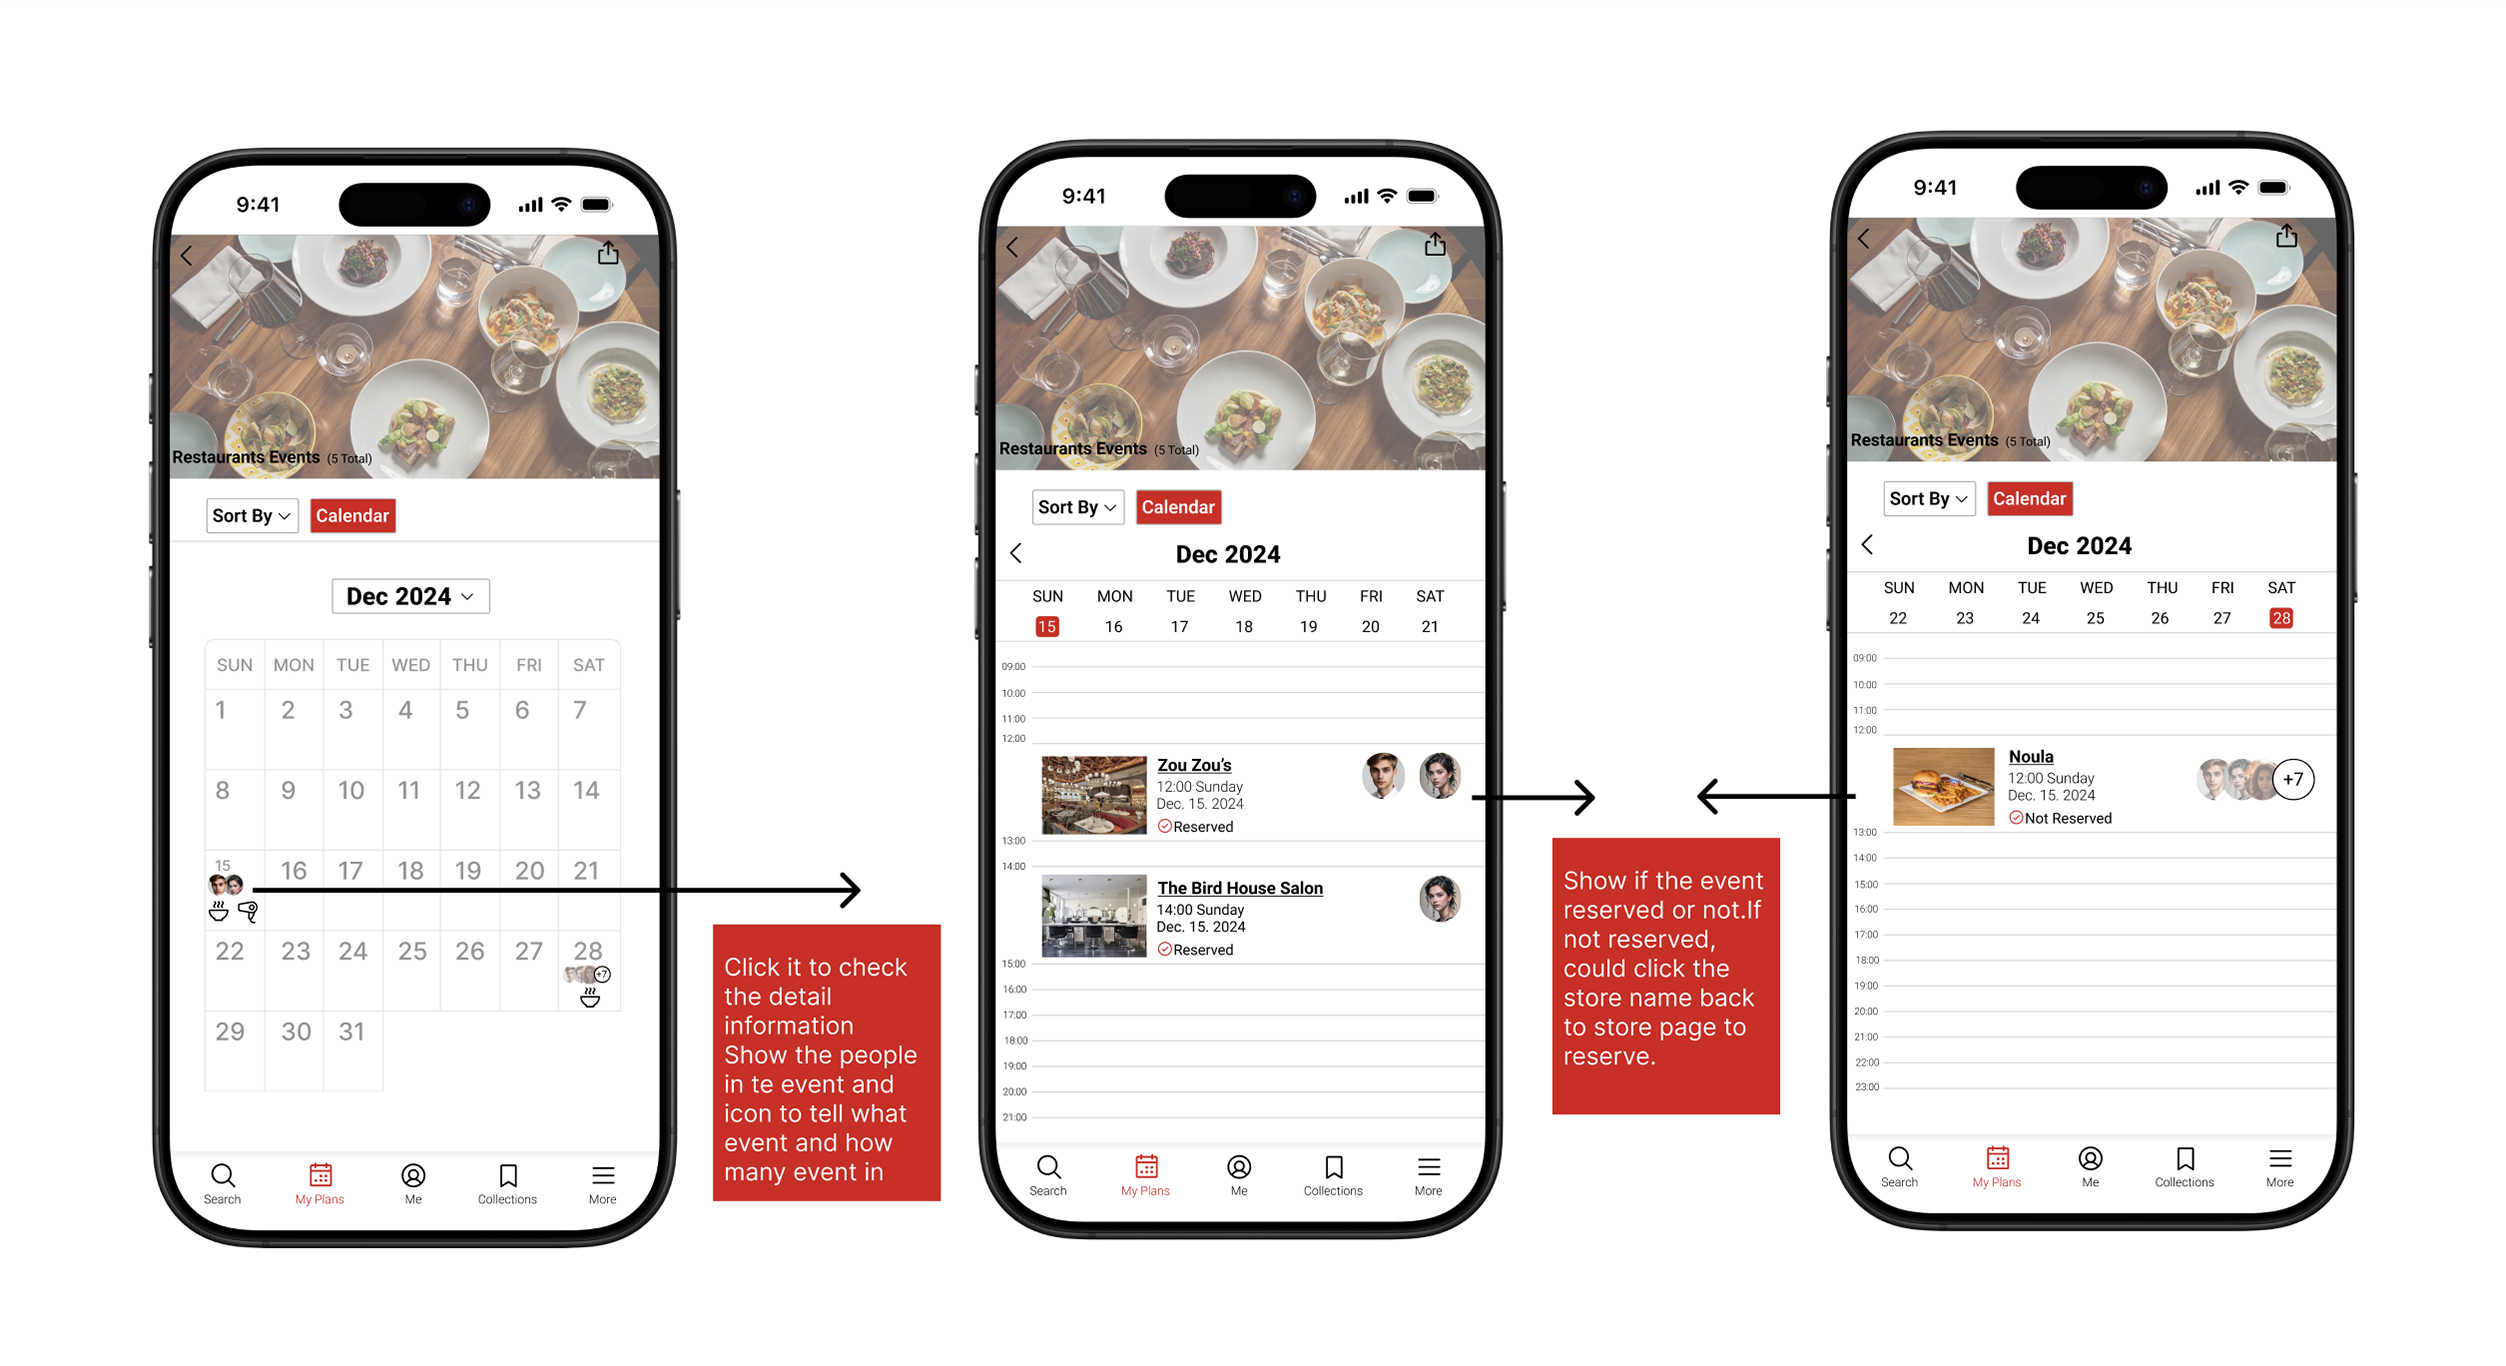 9:41
Restaurants Events (5 Total)
Sort By Calendar
Dec 2024
SUN MON TUE WED THU FRI SAT
1 2 3 4 5 6 7
8 9 10 11 12 13 14
15 16 17 18 19 20 21
22 23 24 25 26 27 28
+7
29 30 31
Search My Plans Me Collections More
Click it to check
the detail
information
Show the people
in te event and
icon to tell what
event and how
many event in
9:41
Restaurants Events (5 Total)
Sort By Calendar
Dec 2024
SUN MON TUE WED THU FRI SAT
15 16 17 18 19 20 21
09:00
10:00
11:00
12:00
Zou Zou’s
12:00 Sunday
Dec. 15. 2024
Reserved
13:00
14:00
The Bird House Salon
14:00 Sunday
Dec. 15. 2024
Reserved
15:00
16:00
17:00
18:00
19:00
20:00
21:00
Search My Plans Me Collections More
Show if the event
reserved or not.If
not reserved,
could click the
store name back
to store page to
reserve.
9:41
Restaurants Events (5 Total)
Sort By Calendar
Dec 2024
SUN MON TUE WED THU FRI SAT
22 23 24 25 26 27 28
09:00
10:00
11:00
12:00
Noula
12:00 Sunday
Dec. 15. 2024
Not Reserved
+7
13:00
14:00
15:00
16:00
17:00
18:00
19:00
20:00
21:00
22:00
23:00
Search My Plans Me Collections More